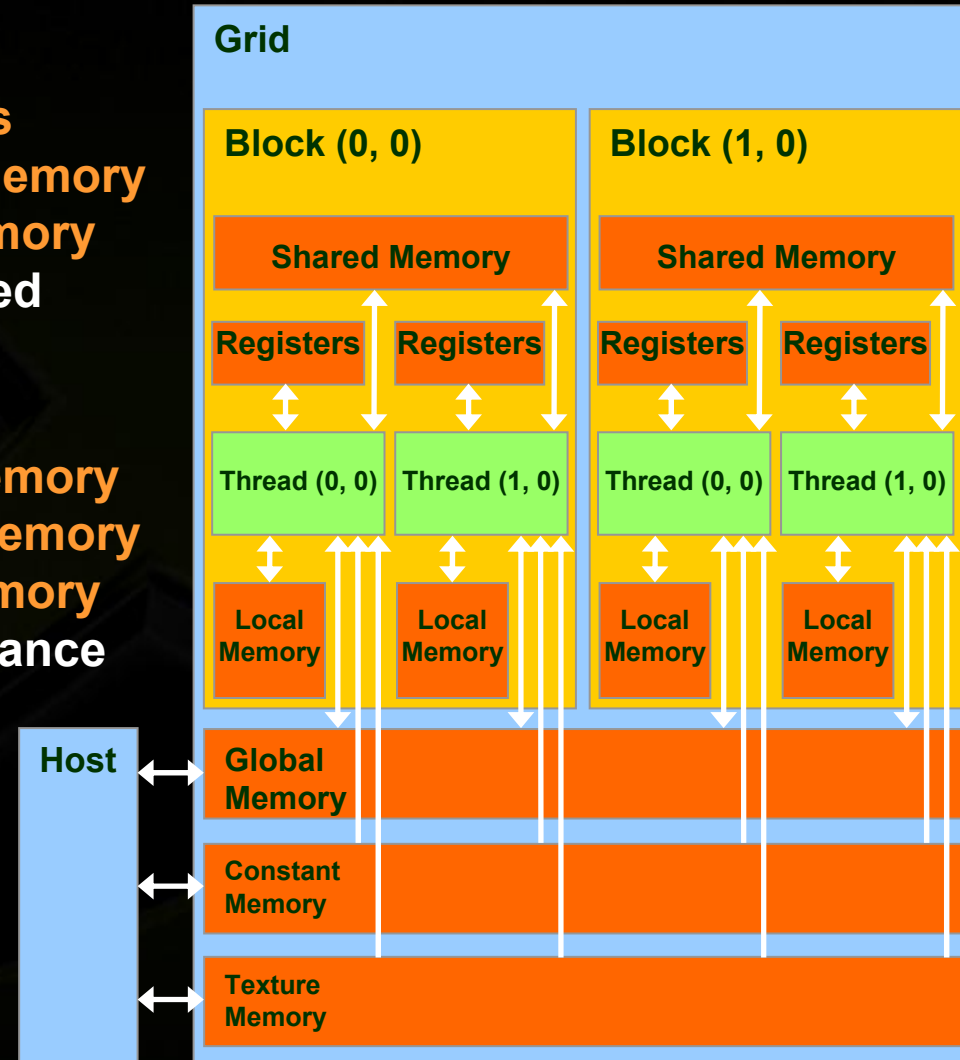 s
emory
mory
ed
emory
emory
mory
ance
Grid
Block (0, 0)
Block (1, 0)
Shared Memory
Shared Memory
Registers
Registers
Registers
Registers
Thread (0, 0)
Thread (1, 0)
Thread (0, 0)
Thread (1, 0)
Local
Memory
Local
Memory
Local
Memory
Local
Memory
Host
Global
Memory
Constant
Memory
Texture
Memory